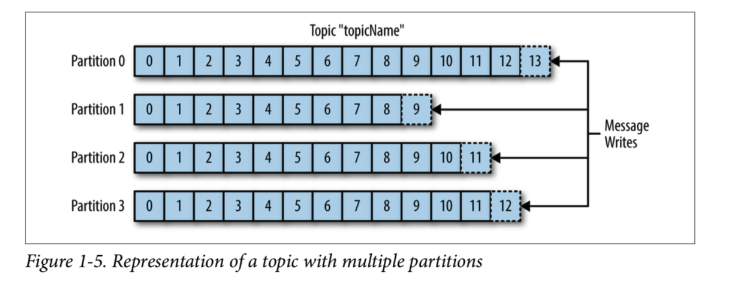 Topic "topicName"
Partition 0 0 1 2 3 4 5 6 7 8 9 10 11 12 13
Partition 1 0 1 2 3 4 5 6 7 8 9
Message
Writes
Partition 2 0 1 2 3 4 5 6 7 8 9 10 11
Partition 3 0 1 2 3 4 5 6 7 8 9 10 11 12
Figure 1-5. Representation of a topic with multiple partitions